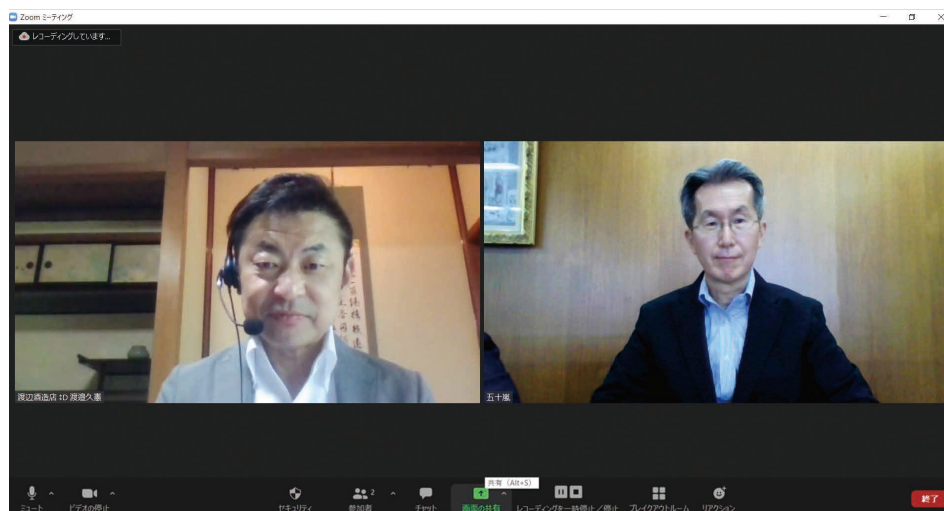 Zoom ミーティング
レコーディングしています...
渡辺酒造店 :D 渡邉久憲
五十嵐
共有 (Alt+S)
ミュート
ビデオの停止
セキュリティ
参加者
2
チャット
画面の共有
レコーディングを一時停止／停止
ブレイクアウトルーム
リアクション
終了